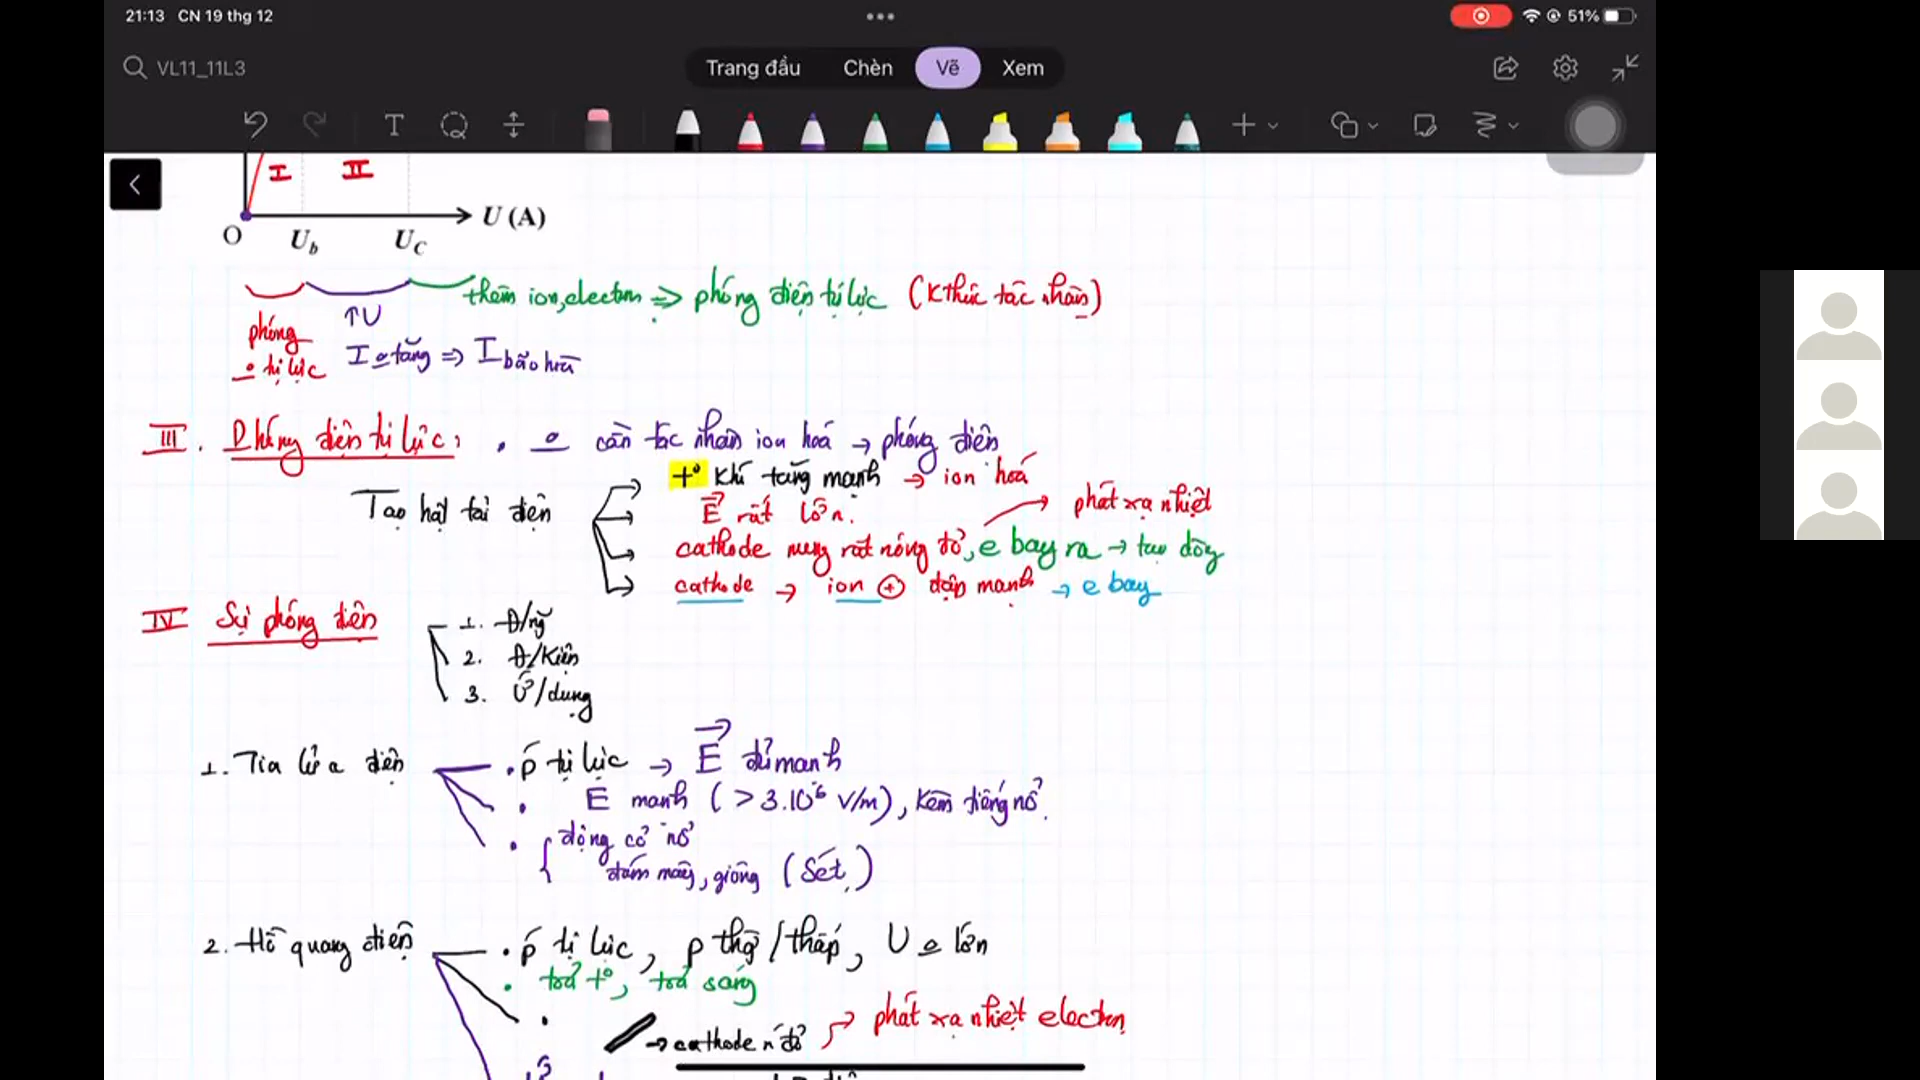 21:13 CN 19 thg 12
51%
VL11_11L3
Trang đầu Chèn Vẽ Xem
I II
O U_b U_C U (A)
thêm ion, electron => phóng điện tự lực (K thức tác nhân)
↑U
phóng
o tự lực
I o tăng => I bão hoà
III. Phóng điện tự lực: . o cần tác nhân ion hoá → phóng điện
t° khí tăng mạnh → ion hoá
Tạo hạt tải điện
E rất lớn.
phát xạ nhiệt
cathode nung rất nóng đỏ, e bay ra → tạo dòng
cathode → ion ⊕ đập mạnh → e bay
IV Sự phóng điện
1. Đ/ng
2. Đ/Kiện
3. Ứ/dụng
1. Tia lửa điện
. p tự lực → E đủ mạnh
. E mạnh ( > 3.10^6 V/m), kèm tiếng nổ.
. động cơ nổ
đám mây, giông (Sét)
2. Hồ quang điện
. p tự lực, p thg/thấp, U o lớn
. toả t°, toả sáng
. → cathode n đỏ → phát xạ nhiệt electron